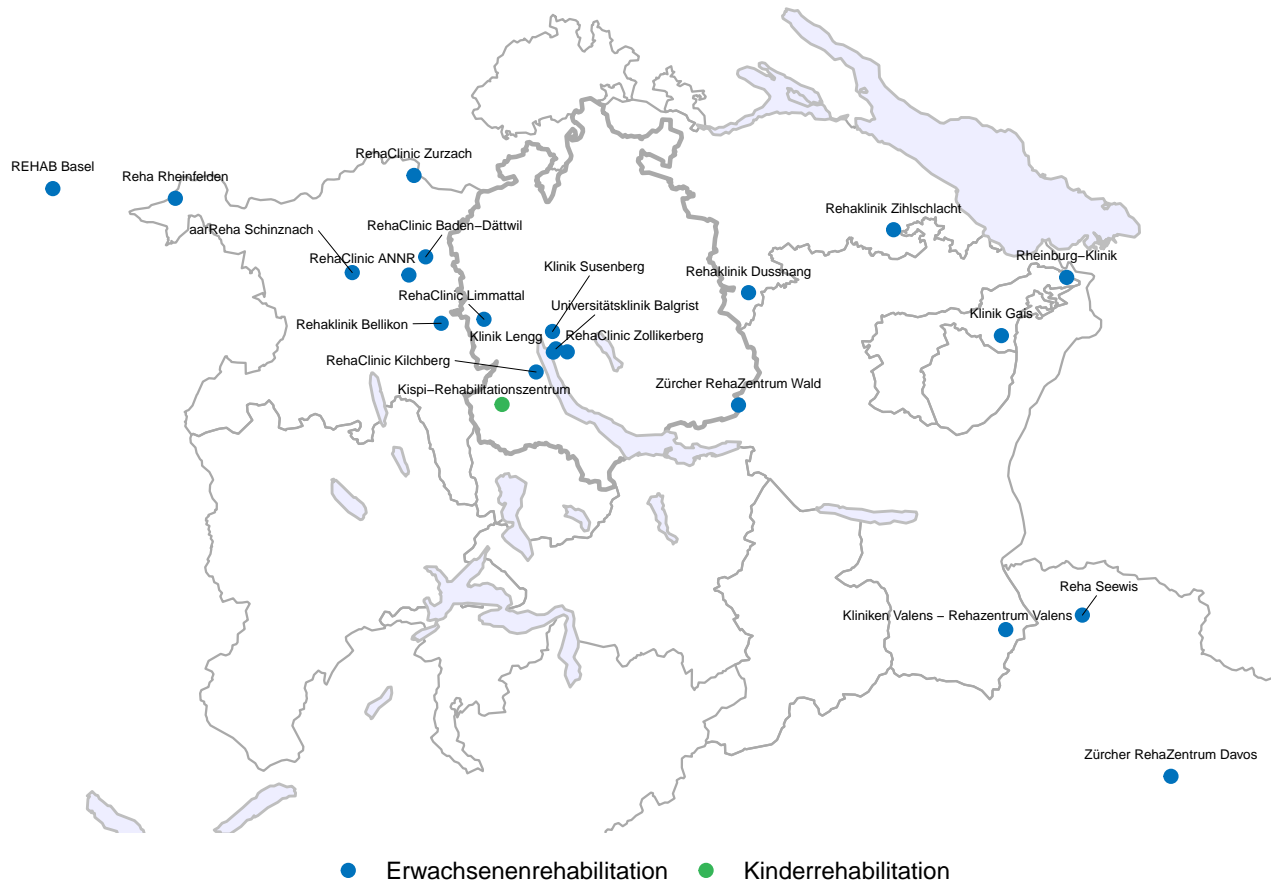 RehaClinic Zurzach
REHAB Basel
Reha Rheinfelden
Rehaklinik Zihlschlacht
RehaClinic Baden−Dättwil
aarReha Schinznach
RehaClinic ANNR
Rheinburg−Klinik
Klinik Susenberg
Rehaklinik Dussnang
RehaClinic Limmattal
Universitätsklinik Balgrist
Klinik Gais
Rehaklinik Bellikon
Klinik Lengg
RehaClinic Zollikerberg
RehaClinic Kilchberg
Zürcher RehaZentrum Wald
Kispi−Rehabilitationszentrum
Reha Seewis
Kliniken Valens − Rehazentrum Valens
Zürcher RehaZentrum Davos
Erwachsenenrehabilitation
Kinderrehabilitation